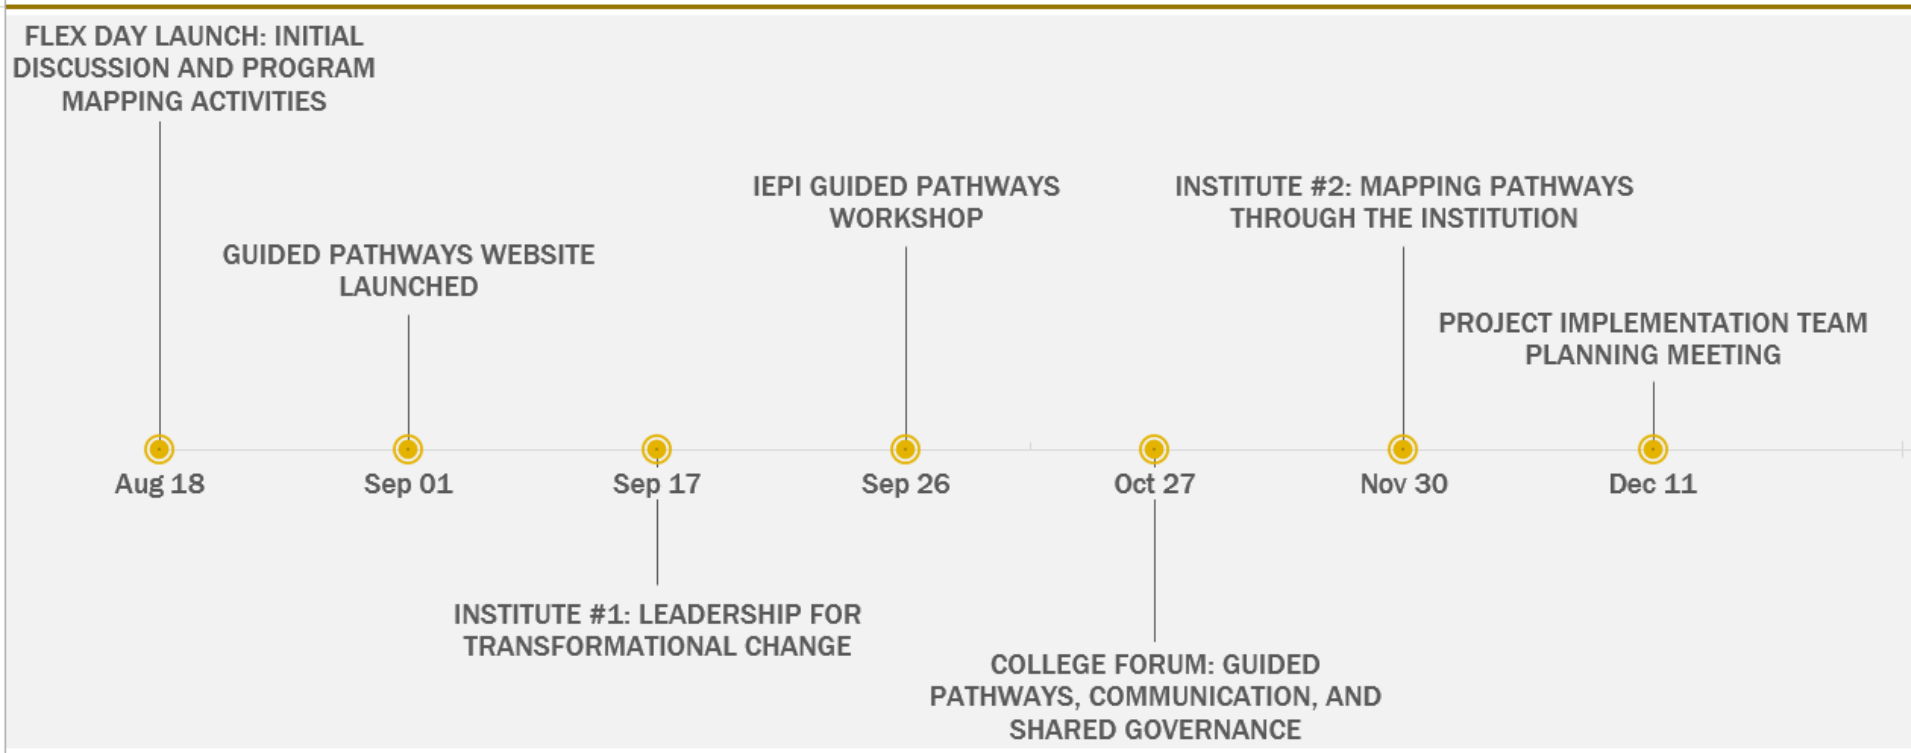 FLEX DAY LAUNCH: INITIAL
DISCUSSION AND PROGRAM
MAPPING ACTIVITIES
GUIDED PATHWAYS WEBSITE
LAUNCHED
IEPI GUIDED PATHWAYS
WORKSHOP
INSTITUTE #2: MAPPING PATHWAYS
THROUGH THE INSTITUTION
PROJECT IMPLEMENTATION TEAM
PLANNING MEETING
Aug 18
Sep 01
Sep 17
Sep 26
Oct 27
Nov 30
Dec 11
INSTITUTE #1: LEADERSHIP FOR
TRANSFORMATIONAL CHANGE
COLLEGE FORUM: GUIDED
PATHWAYS, COMMUNICATION, AND
SHARED GOVERNANCE